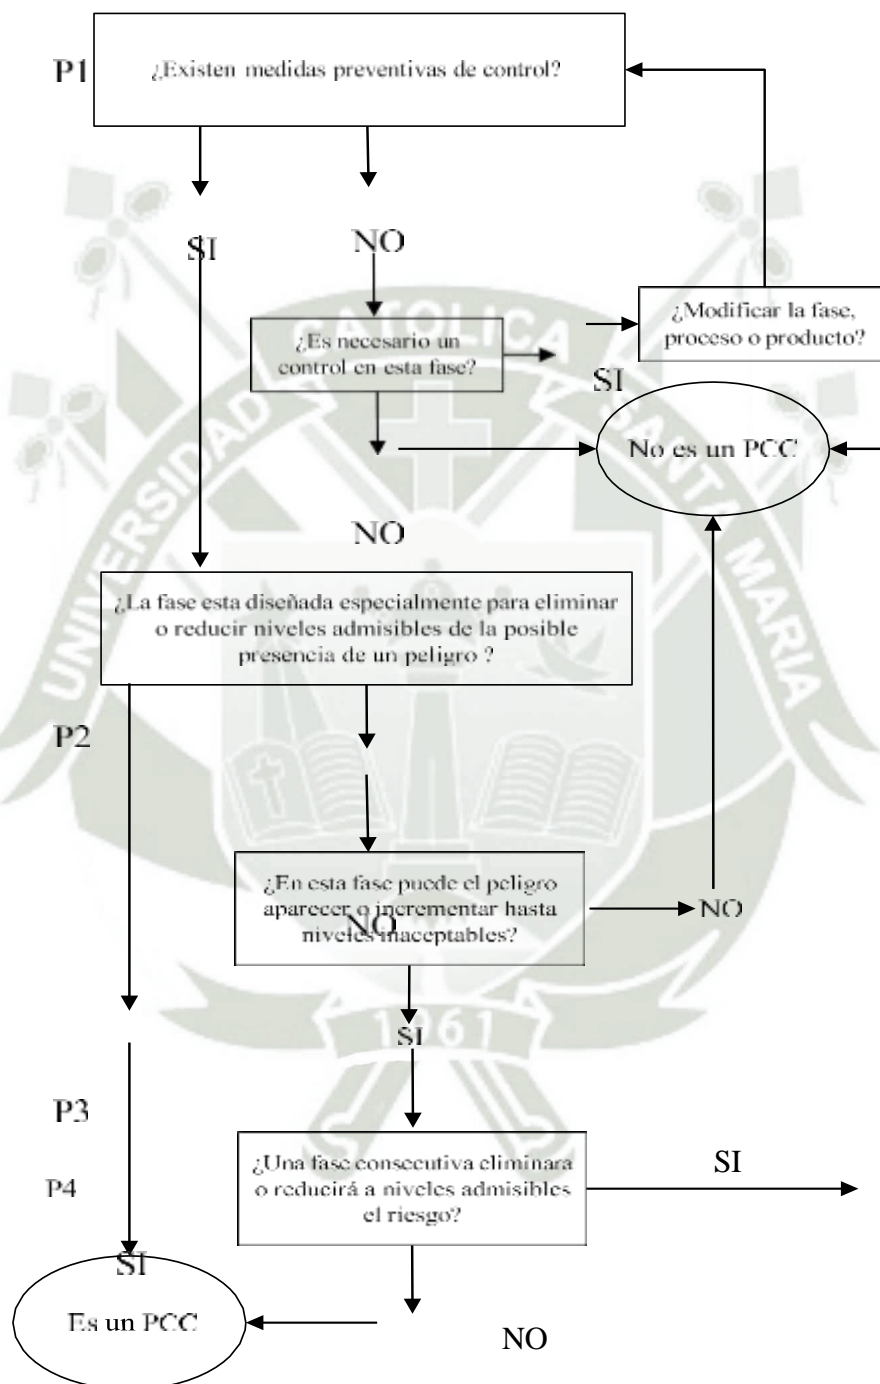 P1
¿Existen medidas preventivas de control?
SI
NO
¿Modificar la fase,
proceso o producto?
¿Es necesario un
control en esta fase?
SI
No es un PCC
NO
¿La fase esta diseñada especialmente para eliminar
o reducir niveles admisibles de la posible
presencia de un peligro ?
P2
¿En esta fase puede el peligro
aparecer o incrementar hasta
niveles inaceptables?
NO
NO
SI
P3
¿Una fase consecutiva eliminara
o reducirá a niveles admisibles
el riesgo?
SI
P4
SI
Es un PCC
NO
UNIVERSIDAD CATOLICA SANTA MARIA
1961